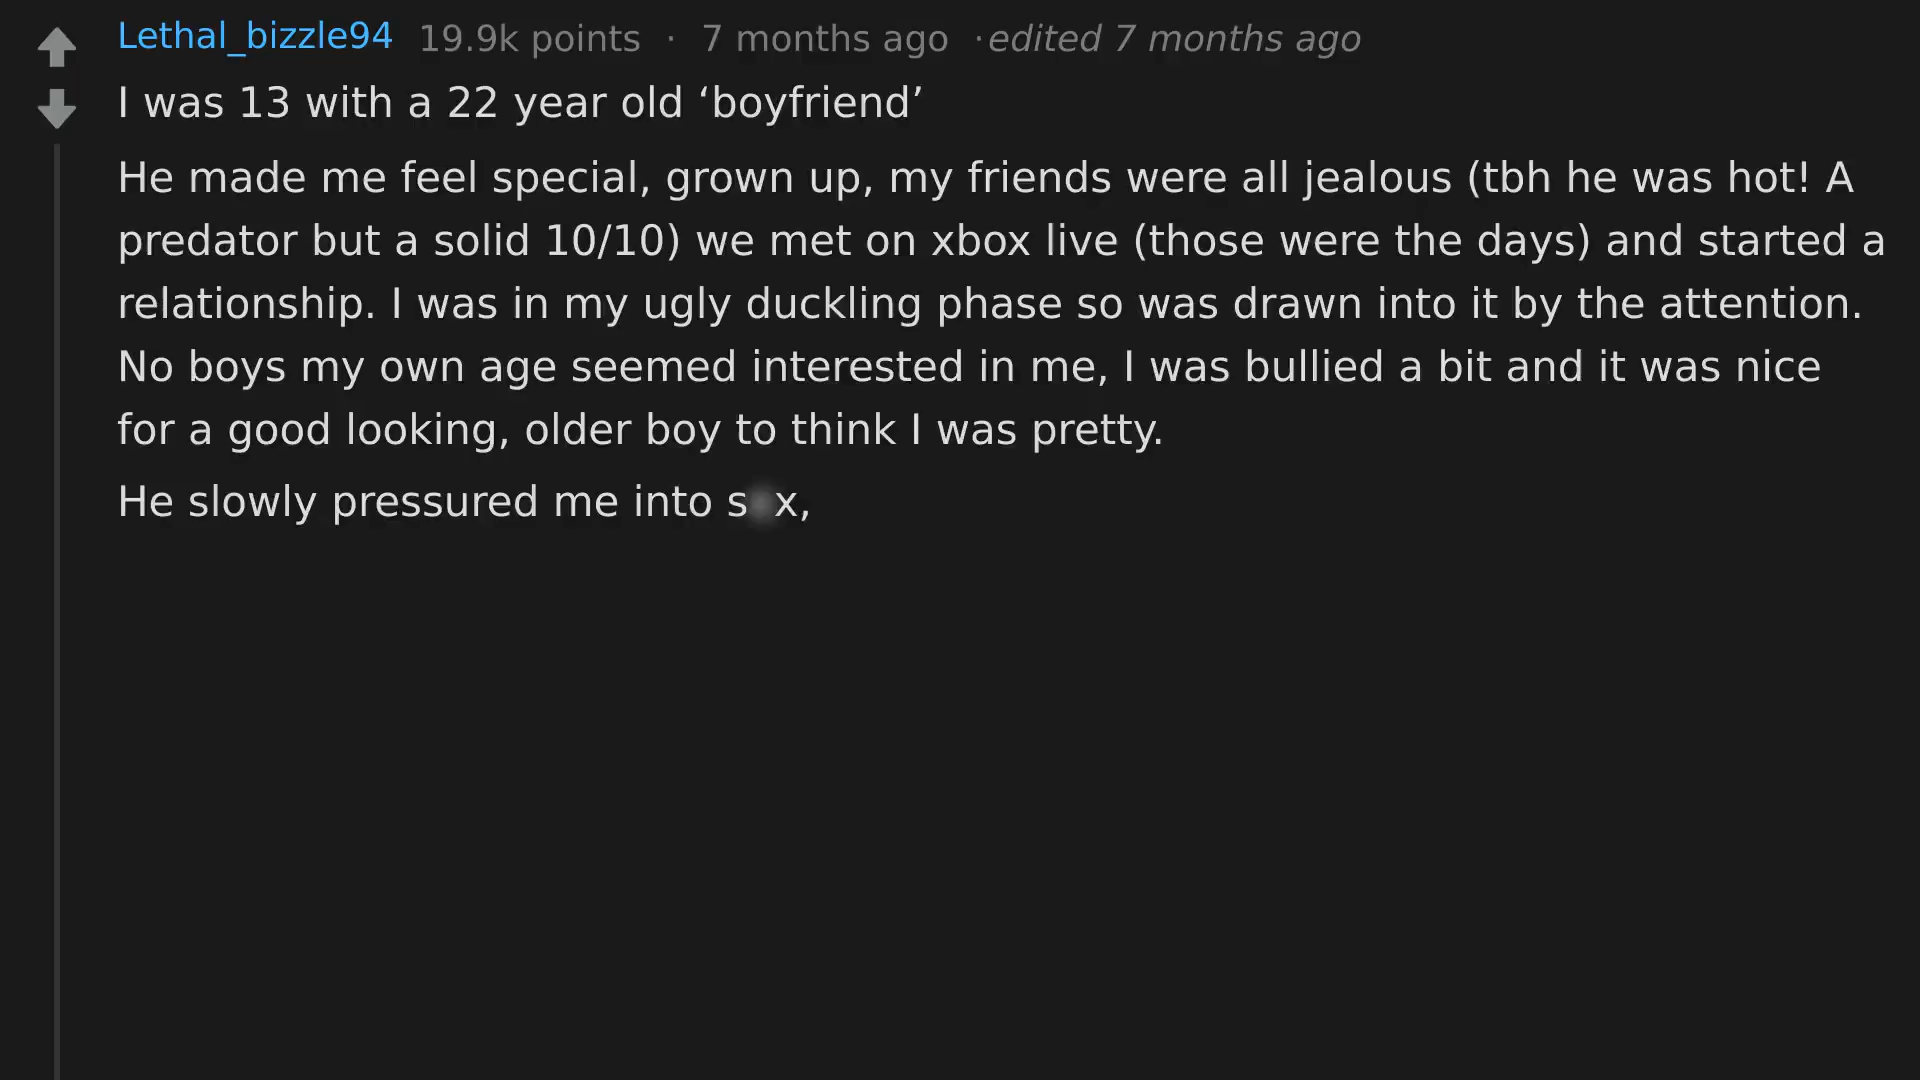 Lethal_bizzle94 19.9k points · 7 months ago ·edited 7 months ago
I was 13 with a 22 year old ‘boyfriend’
He made me feel special, grown up, my friends were all jealous (tbh he was hot! A
predator but a solid 10/10) we met on xbox live (those were the days) and started a
relationship. I was in my ugly duckling phase so was drawn into it by the attention.
No boys my own age seemed interested in me, I was bullied a bit and it was nice
for a good looking, older boy to think I was pretty.
He slowly pressured me into s x,